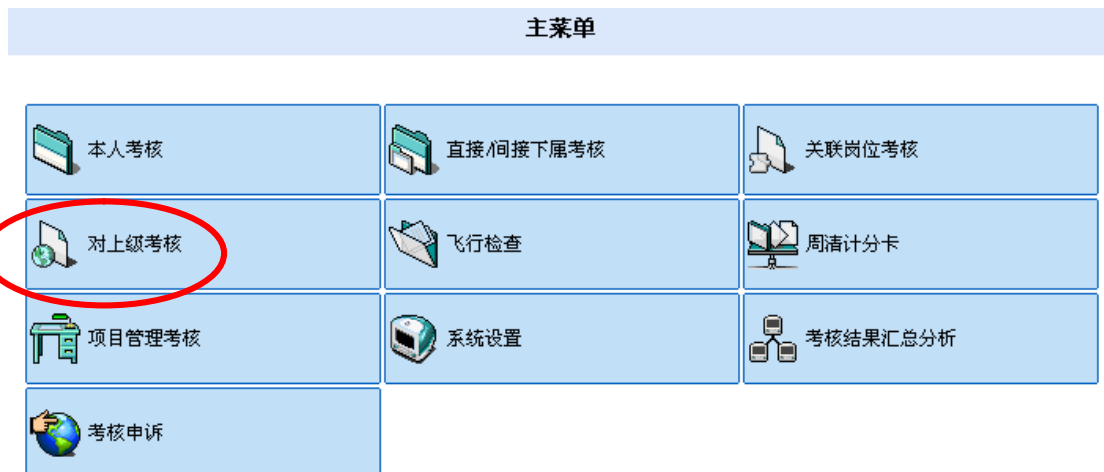 主菜单
本人考核
直接/间接下属考核
关联岗位考核
对上级考核
飞行检查
周清计分卡
项目管理考核
系统设置
考核结果汇总分析
考核申诉